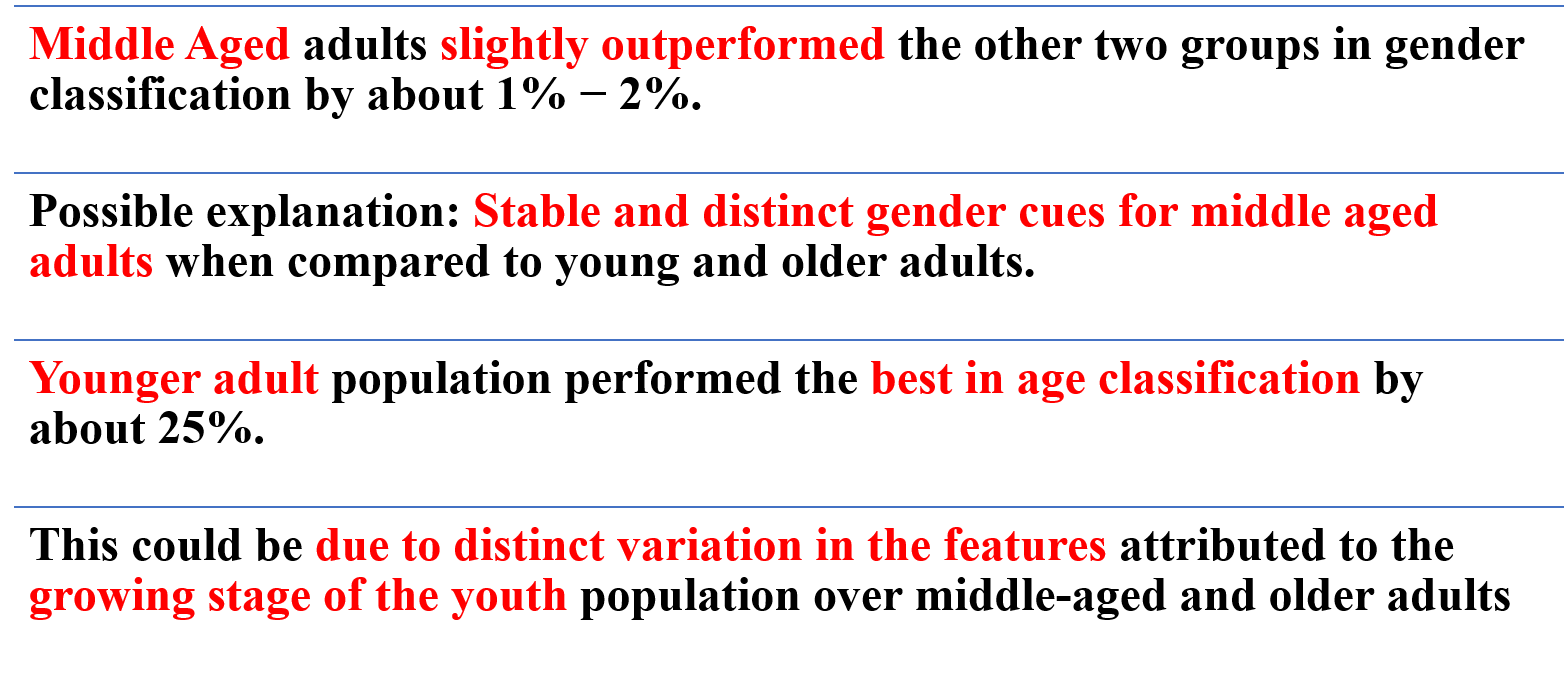 Middle Aged adults slightly outperformed the other two groups in gender
classification by about 1% − 2%.
Possible explanation: Stable and distinct gender cues for middle aged
adults when compared to young and older adults.
Younger adult population performed the best in age classification by
about 25%.
This could be due to distinct variation in the features attributed to the
growing stage of the youth population over middle-aged and older adults